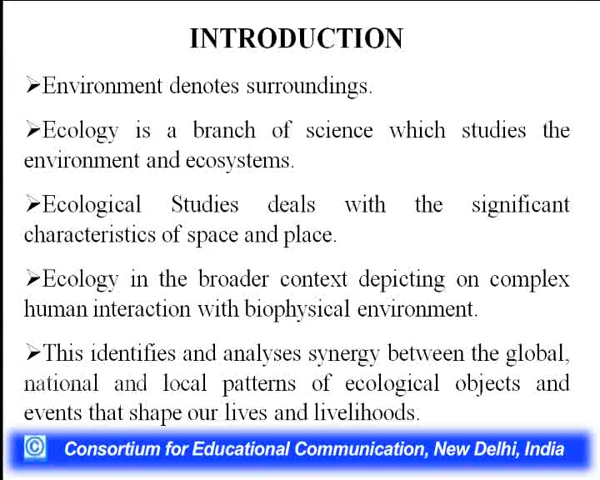 INTRODUCTION
➢Environment denotes surroundings.
➢Ecology is a branch of science which studies the
environment and ecosystems.
➢Ecological Studies deals with the significant
characteristics of space and place.
➢Ecology in the broader context depicting on complex
human interaction with biophysical environment.
➢This identifies and analyses synergy between the global,
national and local patterns of ecological objects and
events that shape our lives and livelihoods.
© Consortium for Educational Communication, New Delhi, India